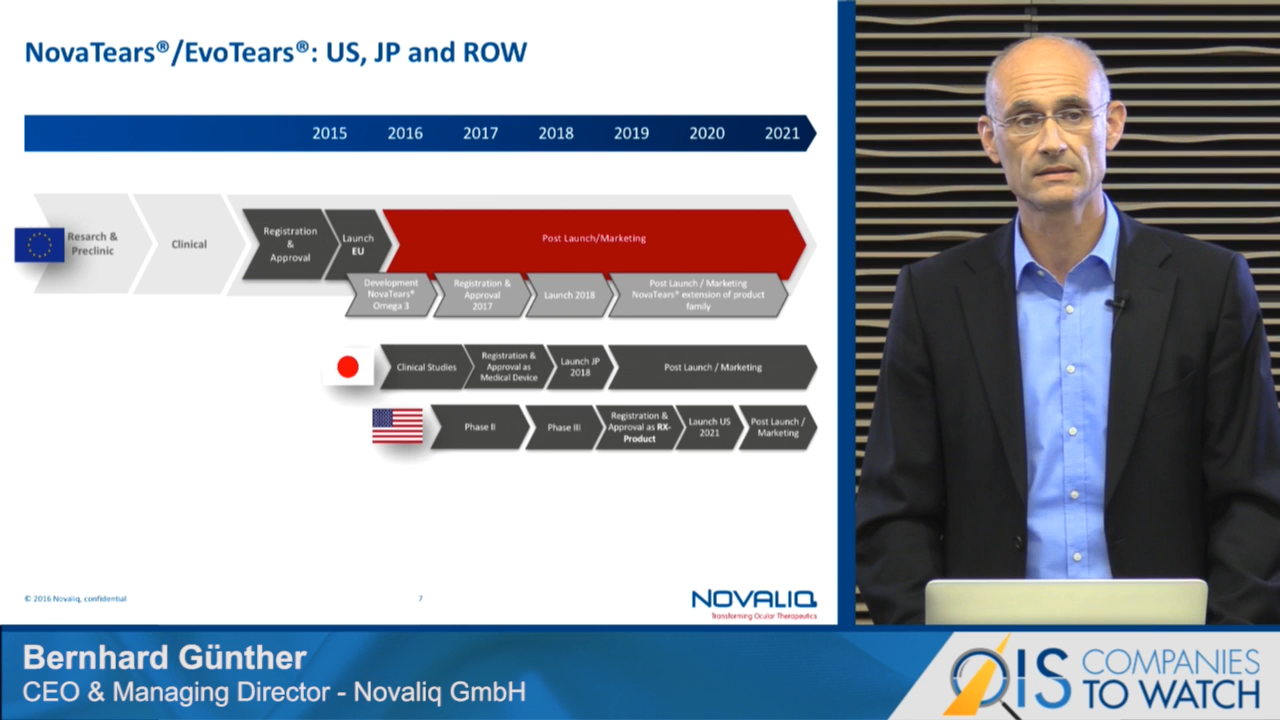 NovaTears®/EvoTears®: US, JP and ROW
2015 2016 2017 2018 2019 2020 2021
Resarch &
Preclinic
Clinical
Registration
&
Approval
Launch
EU
Post Launch/Marketing
Development
NovaTears®
Omega 3
Registration &
Approval
2017
Launch 2018
Post Launch / Marketing
NovaTears® extension of product
family
Clinical Studies
Registration &
Approval as
Medical Device
Launch JP
2018
Post Launch / Marketing
Phase II
Phase III
Registration &
Approval as RX-
Product
Launch US
2021
Post Launch /
Marketing
© 2016 Novaliq, confidential
7
NOVALIQ
Transforming Ocular Therapeutics
Bernhard Günther
CEO & Managing Director - Novaliq GmbH
OIS COMPANIES
TO WATCH